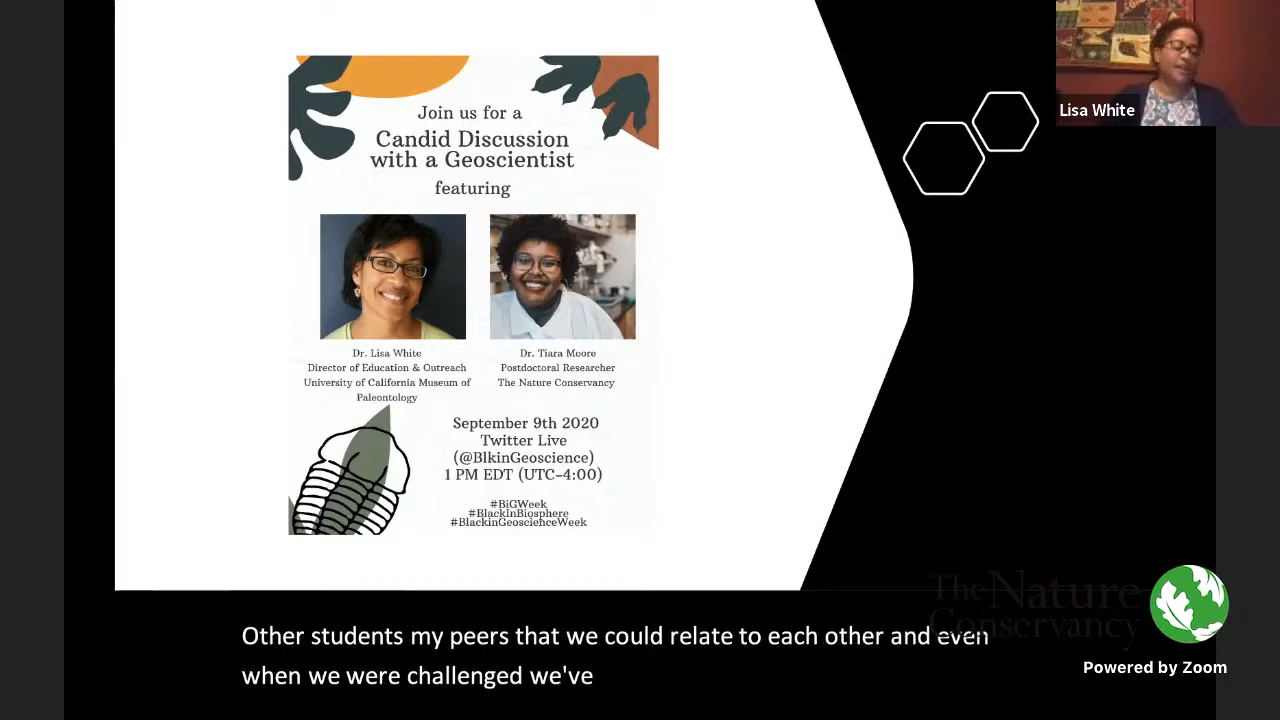 Join us for a
Candid Discussion
with a Geoscientist
featuring
Dr. Lisa White
Director of Education & Outreach
University of California Museum of
Paleontology
Dr. Tiara Moore
Postdoctoral Researcher
The Nature Conservancy
September 9th 2020
Twitter Live
(@BlkinGeoscience)
1 PM EDT (UTC-4:00)
#BiGWeek
#BlackInBiosphere
#BlackinGeoscienceWeek
Lisa White
The Nature
Conservancy
Powered by Zoom
Other students my peers that we could relate to each other and even
when we were challenged we've